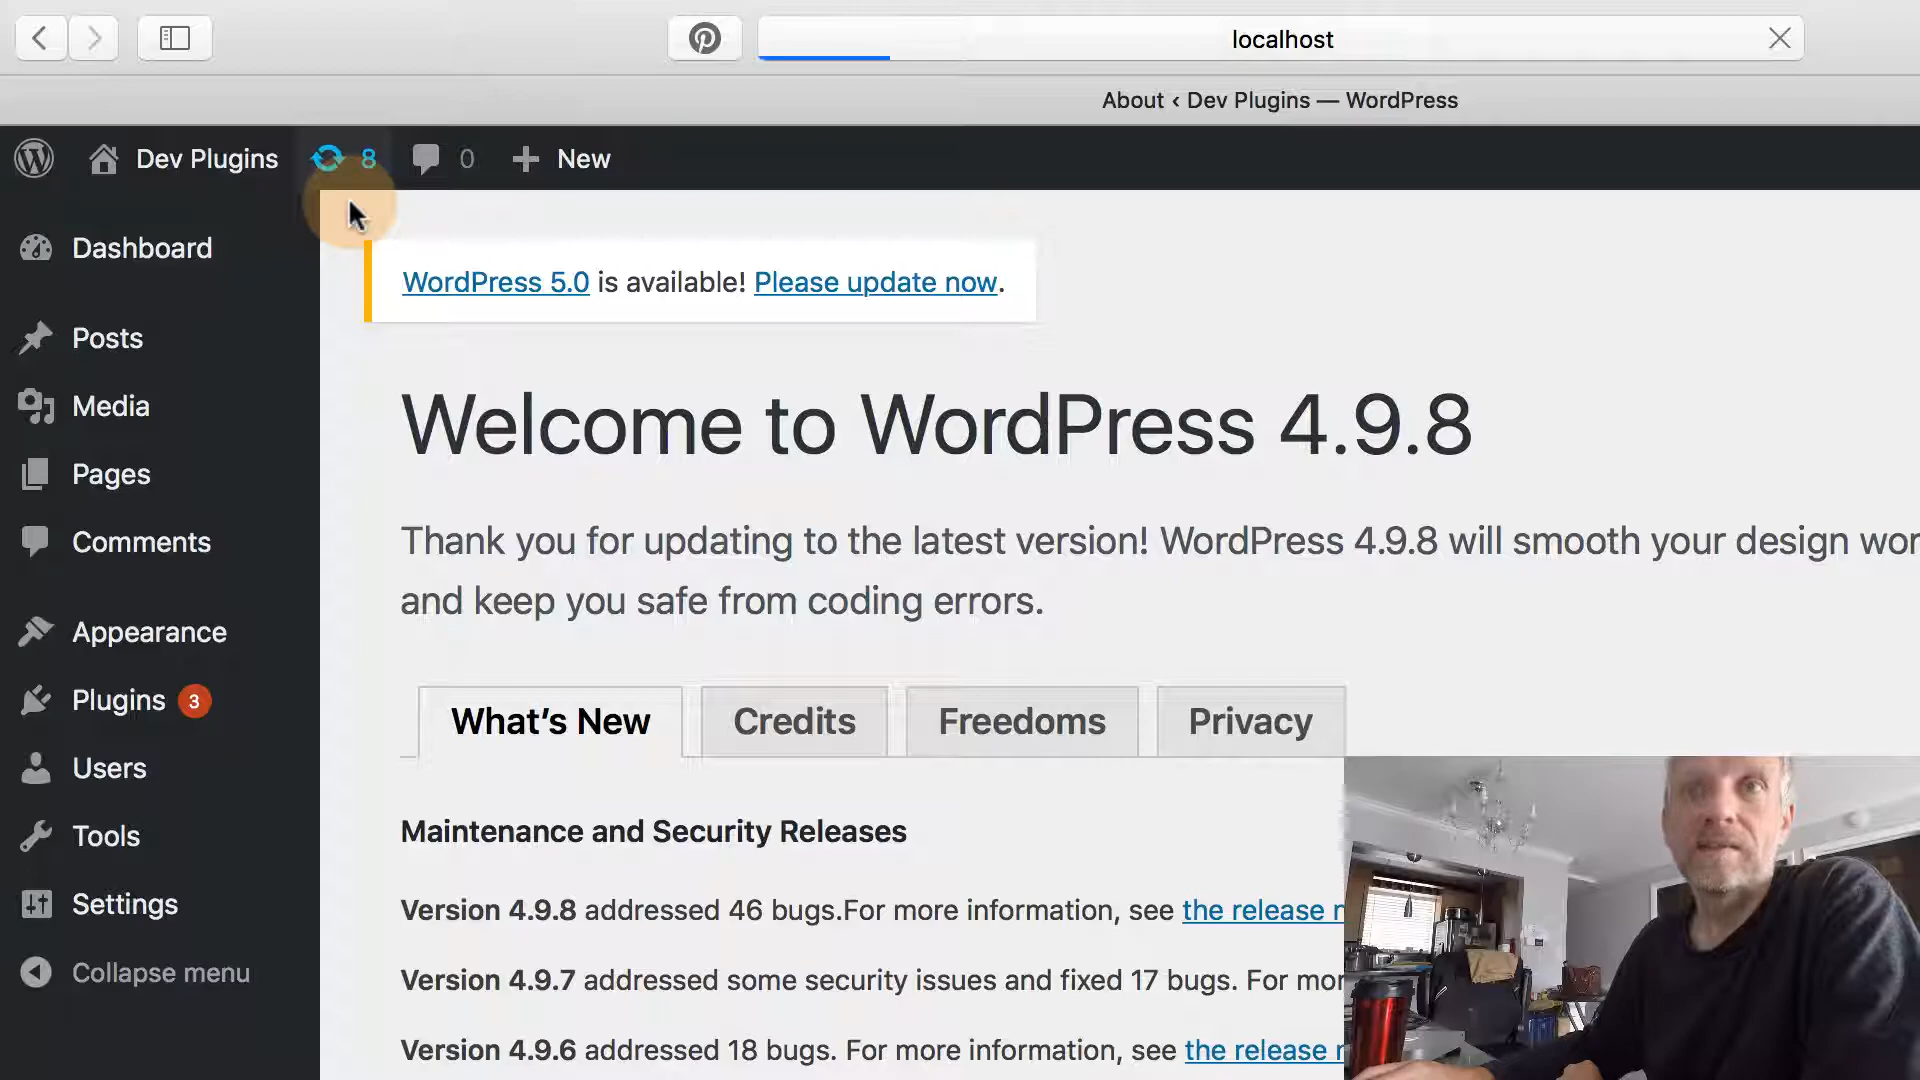 localhost
About ‹ Dev Plugins — WordPress
Dev Plugins 8 0 New
Dashboard
Posts
Media
Pages
Comments
Appearance
Plugins 3
Users
Tools
Settings
Collapse menu
WordPress 5.0 is available! Please update now.
Welcome to WordPress 4.9.8
Thank you for updating to the latest version! WordPress 4.9.8 will smooth your design
and keep you safe from coding errors.
What’s New Credits Freedoms Privacy
Maintenance and Security Releases
Version 4.9.8 addressed 46 bugs.For more information, see the release
Version 4.9.7 addressed some security issues and fixed 17 bugs. For
Version 4.9.6 addressed 18 bugs. For more information, see the release